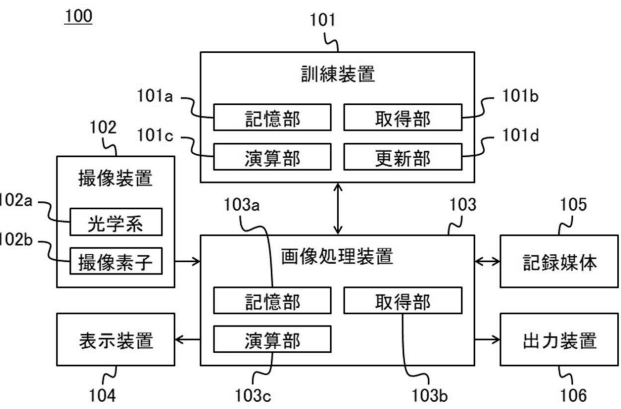 100
101
訓練装置
101a
記憶部
取得部
101b
101c
演算部
更新部
101d
102
撮像装置
102a
光学系
102b
撮像素子
103a
103
画像処理装置
記憶部
取得部
演算部
103c
103b
105
記録媒体
表示装置
104
出力装置
106